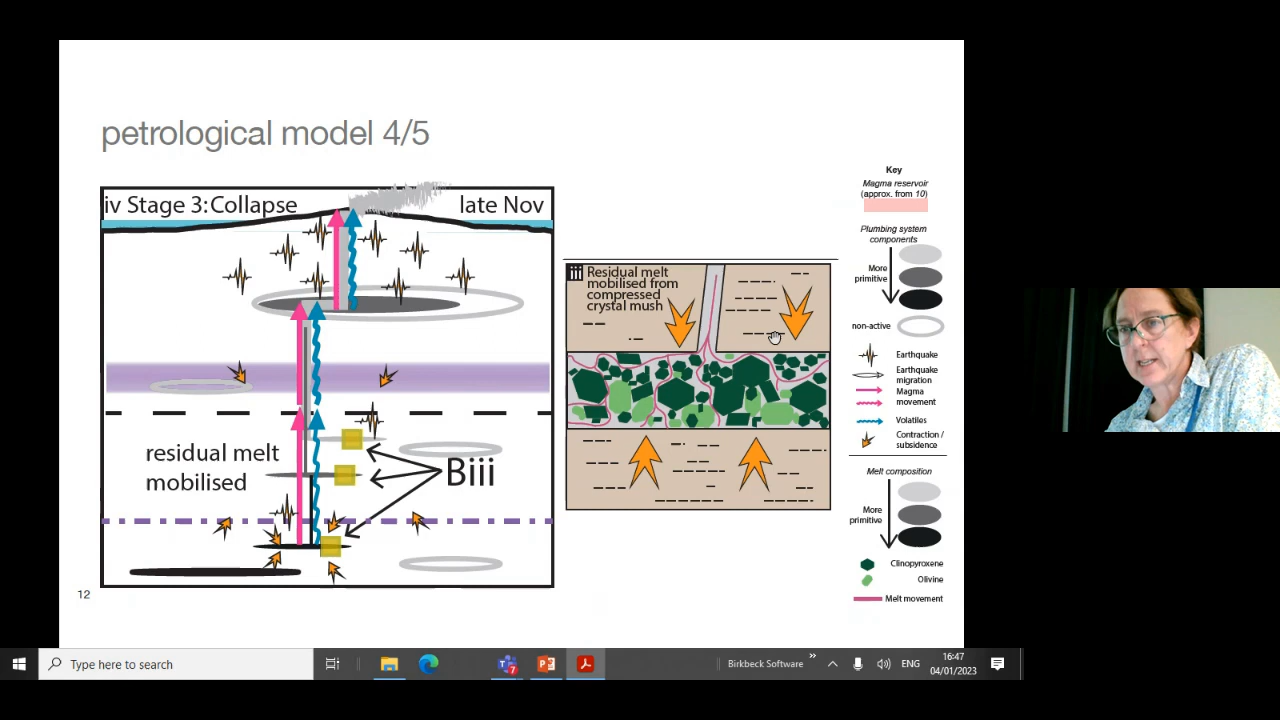 petrological model 4/5
iv Stage 3:Collapse
late Nov
residual melt
mobilised
Biii
12
iii Residual melt
mobilised from
compressed
crystal mush
Key
Magma reservoir
(approx. from 10)
Plumbing system
components
More
primitive
non-active
Earthquake
Earthquake
migration
Magma
movement
Volatiles
Contraction /
subsidence
Melt composition
More
primitive
Clinopyroxene
Olivine
Melt movement
Type here to search
7
P
Birkbeck Software
»
ENG
16:47
04/01/2023